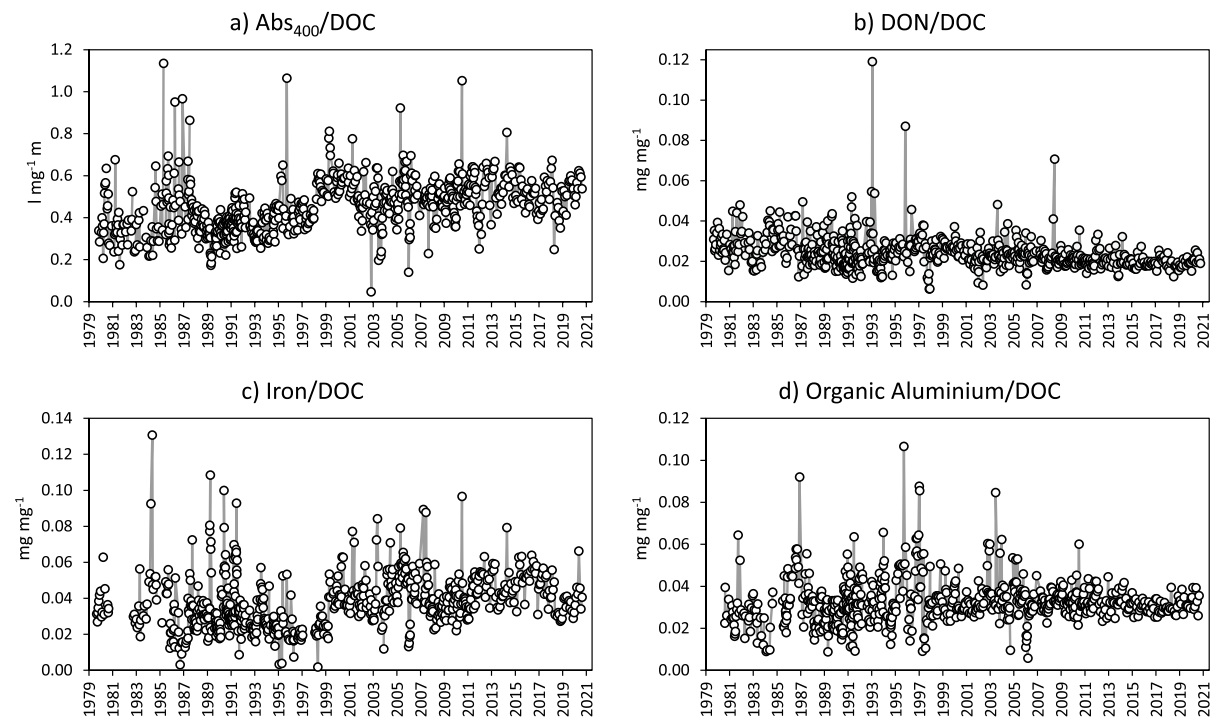 a) Abs₄₀₀/DOC
l mg⁻¹ m
1.2
1.0
0.8
0.6
0.4
0.2
0.0
1979 1981 1983 1985 1987 1989 1991 1993 1995 1997 1999 2001 2003 2005 2007 2009 2011 2013 2015 2017 2019 2021
b) DON/DOC
mg mg⁻¹
0.12
0.10
0.08
0.06
0.04
0.02
0.00
1979 1981 1983 1985 1987 1989 1991 1993 1995 1997 1999 2001 2003 2005 2007 2009 2011 2013 2015 2017 2019 2021
c) Iron/DOC
mg mg⁻¹
0.14
0.12
0.10
0.08
0.06
0.04
0.02
0.00
1979 1981 1983 1985 1987 1989 1991 1993 1995 1997 1999 2001 2003 2005 2007 2009 2011 2013 2015 2017 2019 2021
d) Organic Aluminium/DOC
mg mg⁻¹
0.12
0.10
0.08
0.06
0.04
0.02
0.00
1979 1981 1983 1985 1987 1989 1991 1993 1995 1997 1999 2001 2003 2005 2007 2009 2011 2013 2015 2017 2019 2021